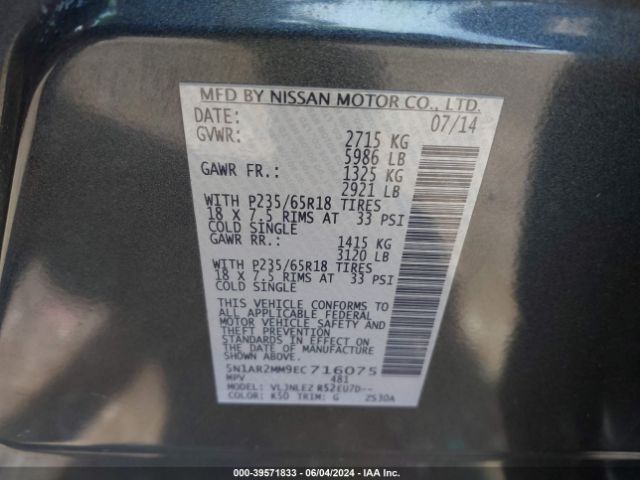 MFD BY NISSAN MOTOR CO., LTD.
DATE: 07/14
GVWR: 2715 KG
5986 LB
GAWR FR.: 1325 KG
2921 LB
WITH P235/65R18 TIRES
18 X 7.5 RIMS AT 33 PSI
COLD SINGLE
GAWR RR.: 1415 KG
3120 LB
WITH P235/65R18 TIRES
18 X 7.5 RIMS AT 33 PSI
COLD SINGLE
THIS VEHICLE CONFORMS TO
ALL APPLICABLE FEDERAL
MOTOR VEHICLE SAFETY AND
THEFT PREVENTION
STANDARDS IN EFFECT ON
THE DATE OF MANUFACTURE
SHOWN ABOVE.
5N1AR2MM9EC716075
MPV 481
MODEL: VLJNLEZ R52EU7D--
COLOR: K50 TRIM: G 2S30A
000-39571833 - 06/04/2024 - IAA Inc.